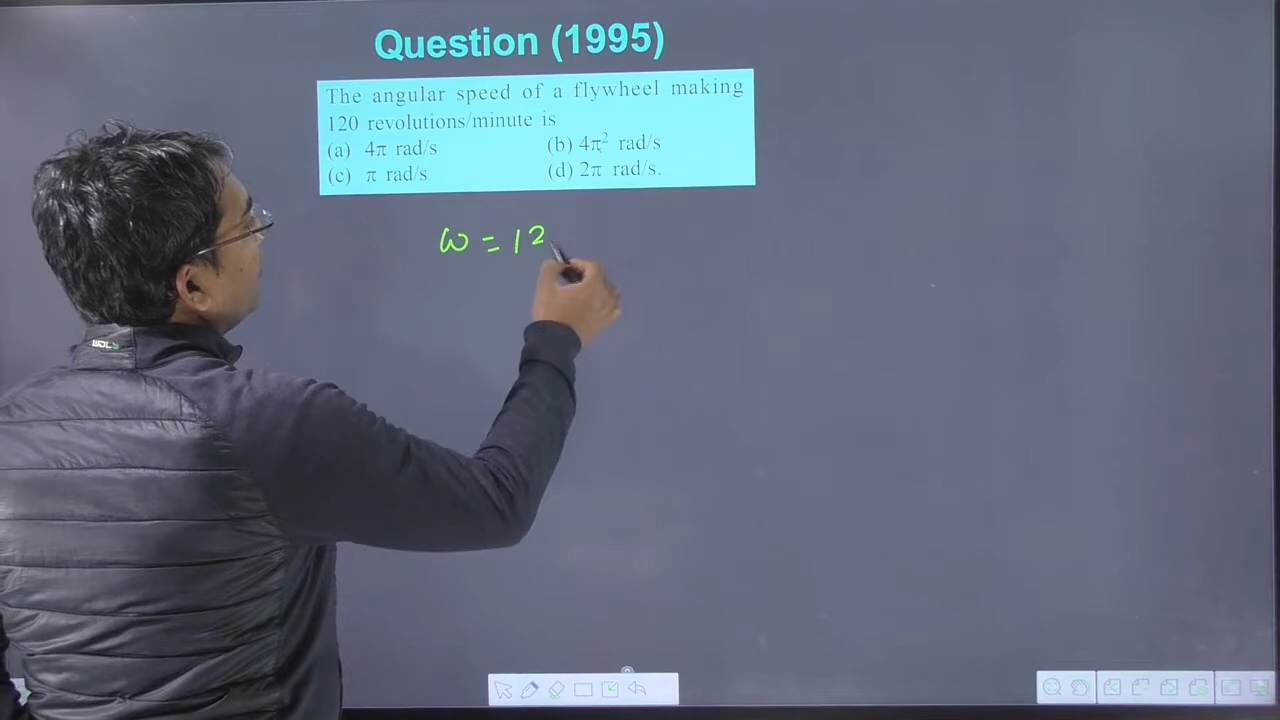 Question (1995)
The angular speed of a flywheel making
120 revolutions/minute is
(a) 4π rad/s (b) 4π² rad/s
(c) π rad/s (d) 2π rad/s.
ω = 12
WDLS